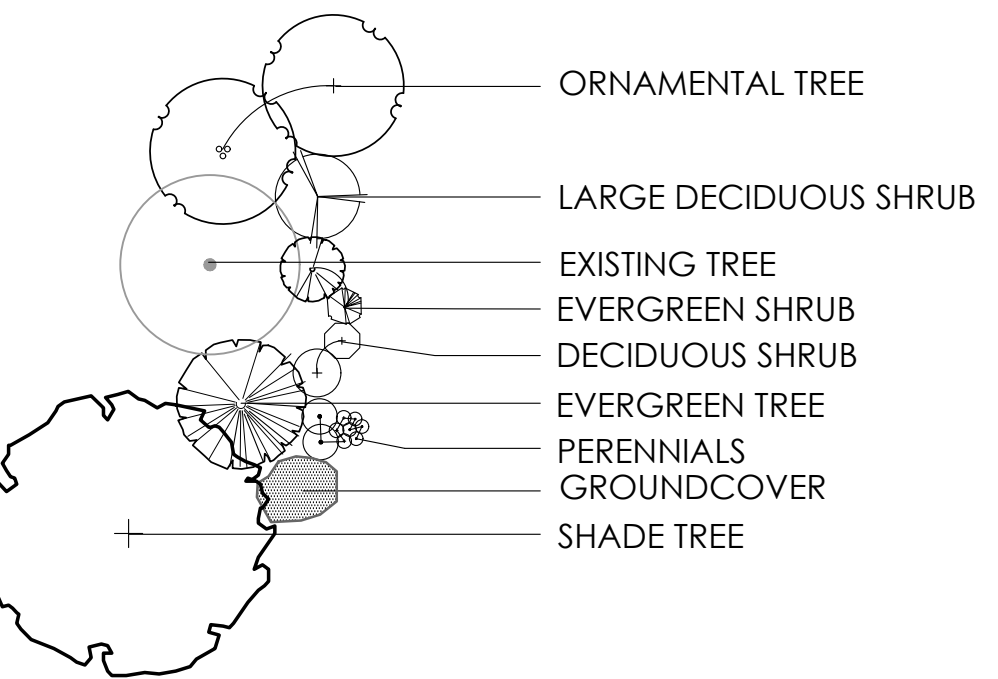 ORNAMENTAL TREE
LARGE DECIDUOUS SHRUB
EXISTING TREE
EVERGREEN SHRUB
DECIDUOUS SHRUB
EVERGREEN TREE
PERENNIALS
GROUNDCOVER
SHADE TREE